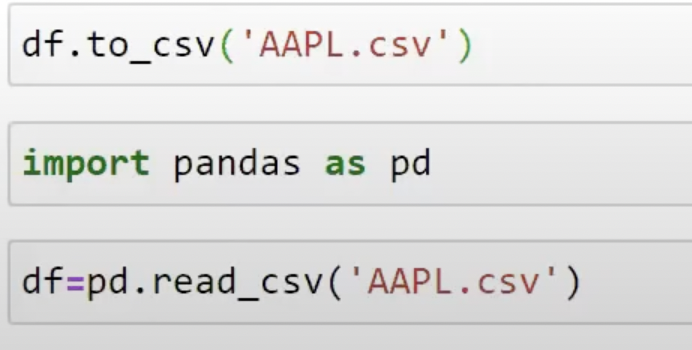 df.to_csv('AAPL.csv')
import pandas as pd
df=pd.read_csv('AAPL.csv')